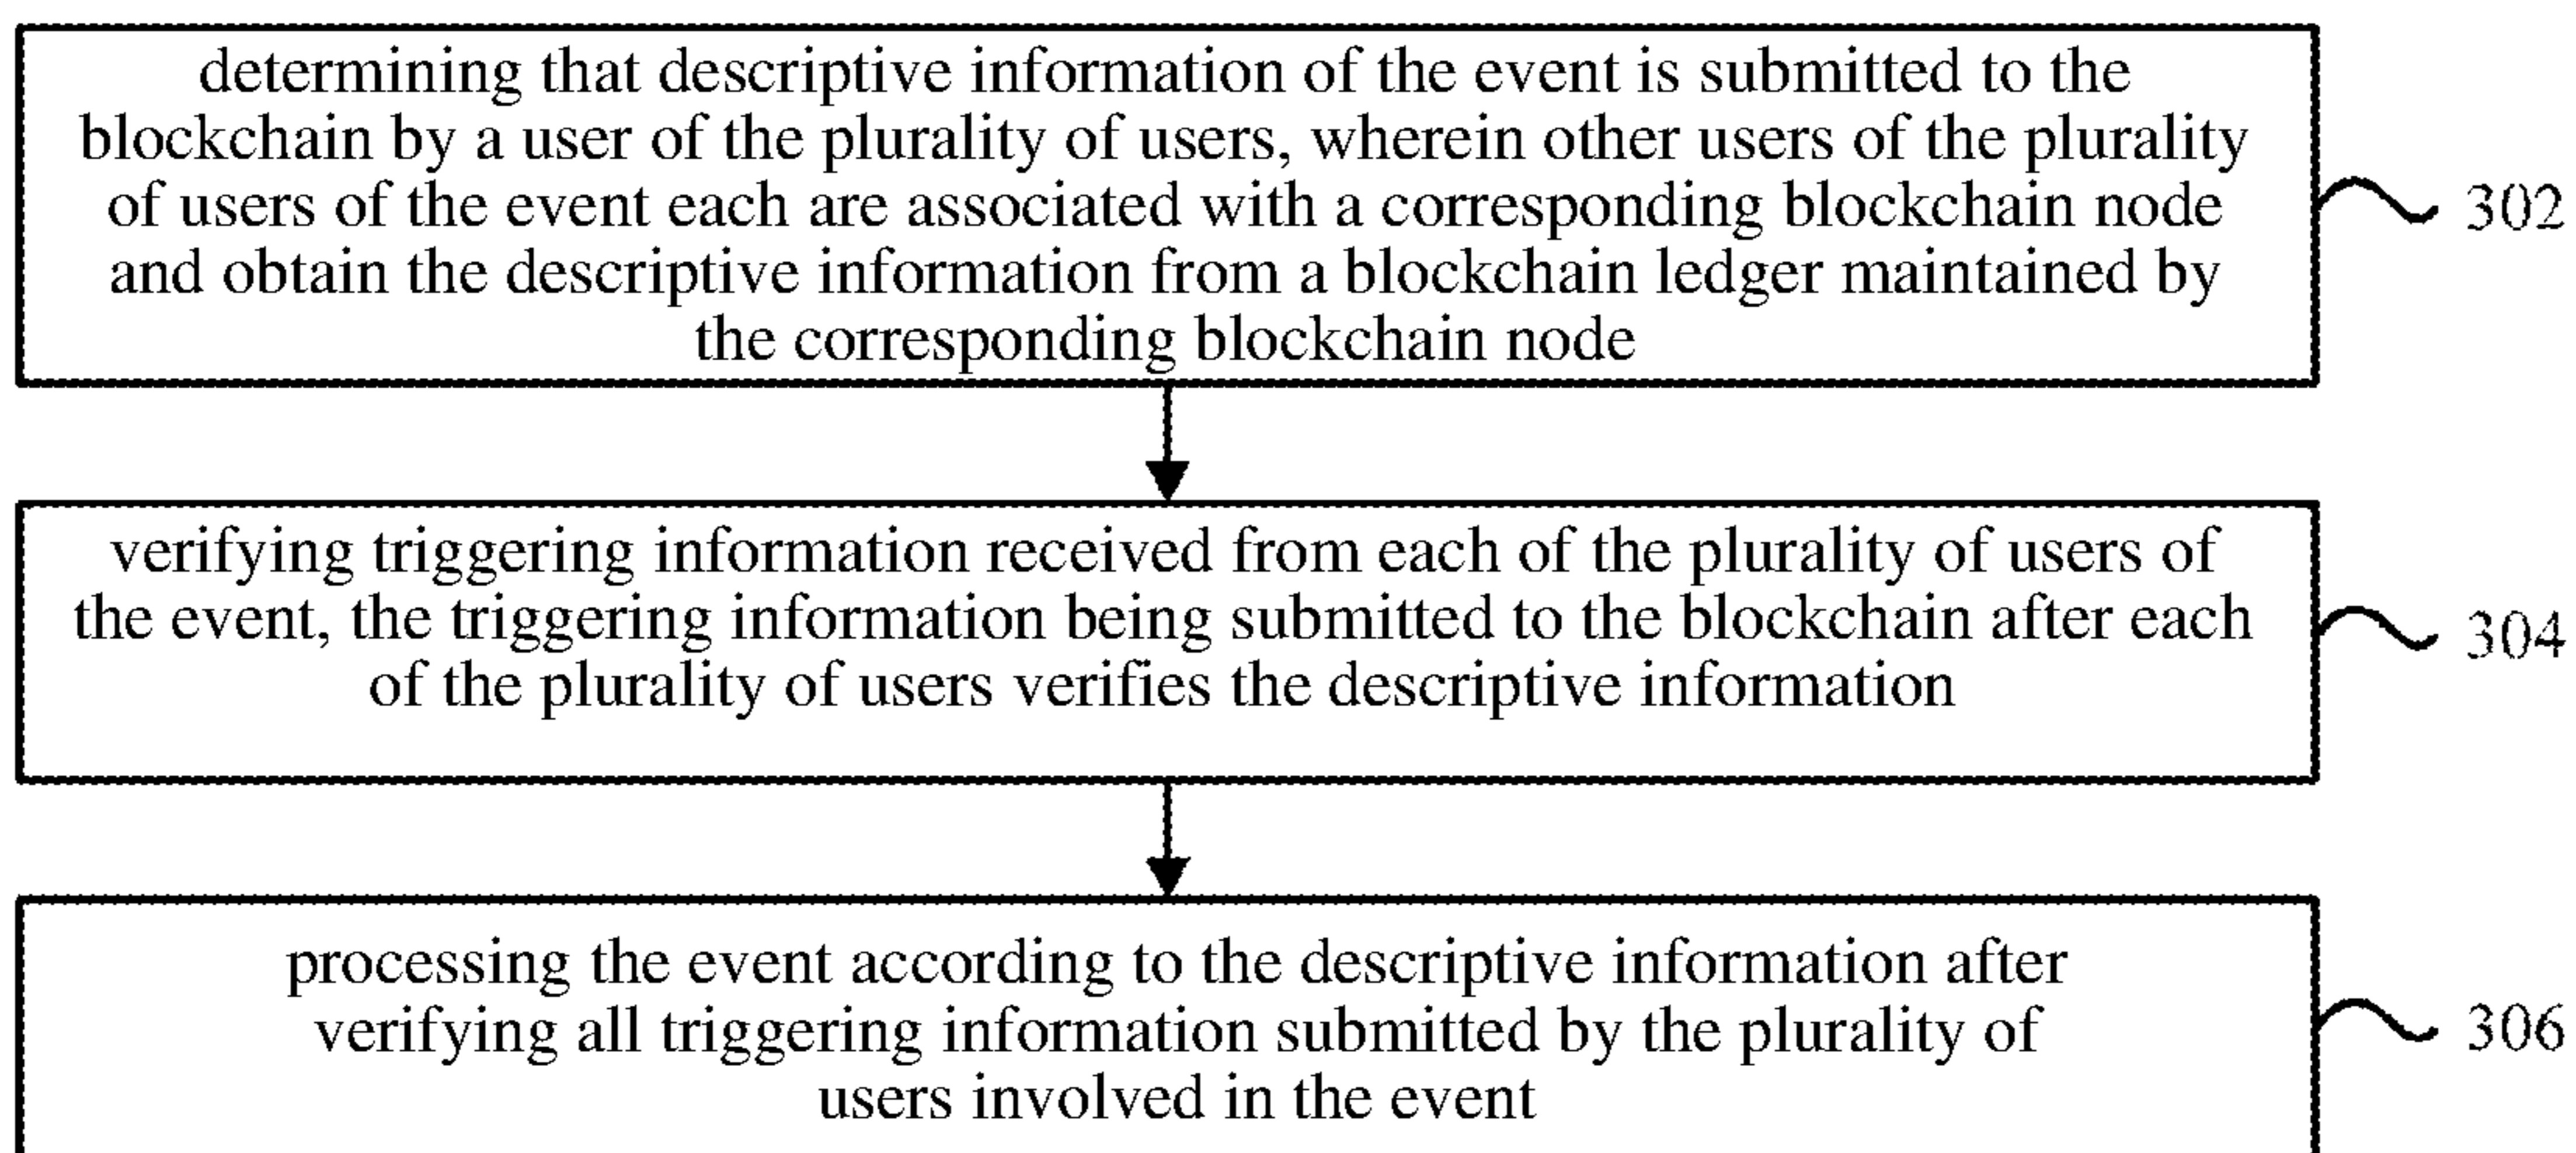 determining that descriptive information of the event is submitted to the
blockchain by a user of the plurality of users, wherein other users of the plurality
of users of the event each are associated with a corresponding blockchain node
and obtain the descriptive information from a blockchain ledger maintained by
the corresponding blockchain node
302
verifying triggering information received from each of the plurality of users of
the event, the triggering information being submitted to the blockchain after each
of the plurality of users verifies the descriptive information
304
processing the event according to the descriptive information after
verifying all triggering information submitted by the plurality of
users involved in the event
306